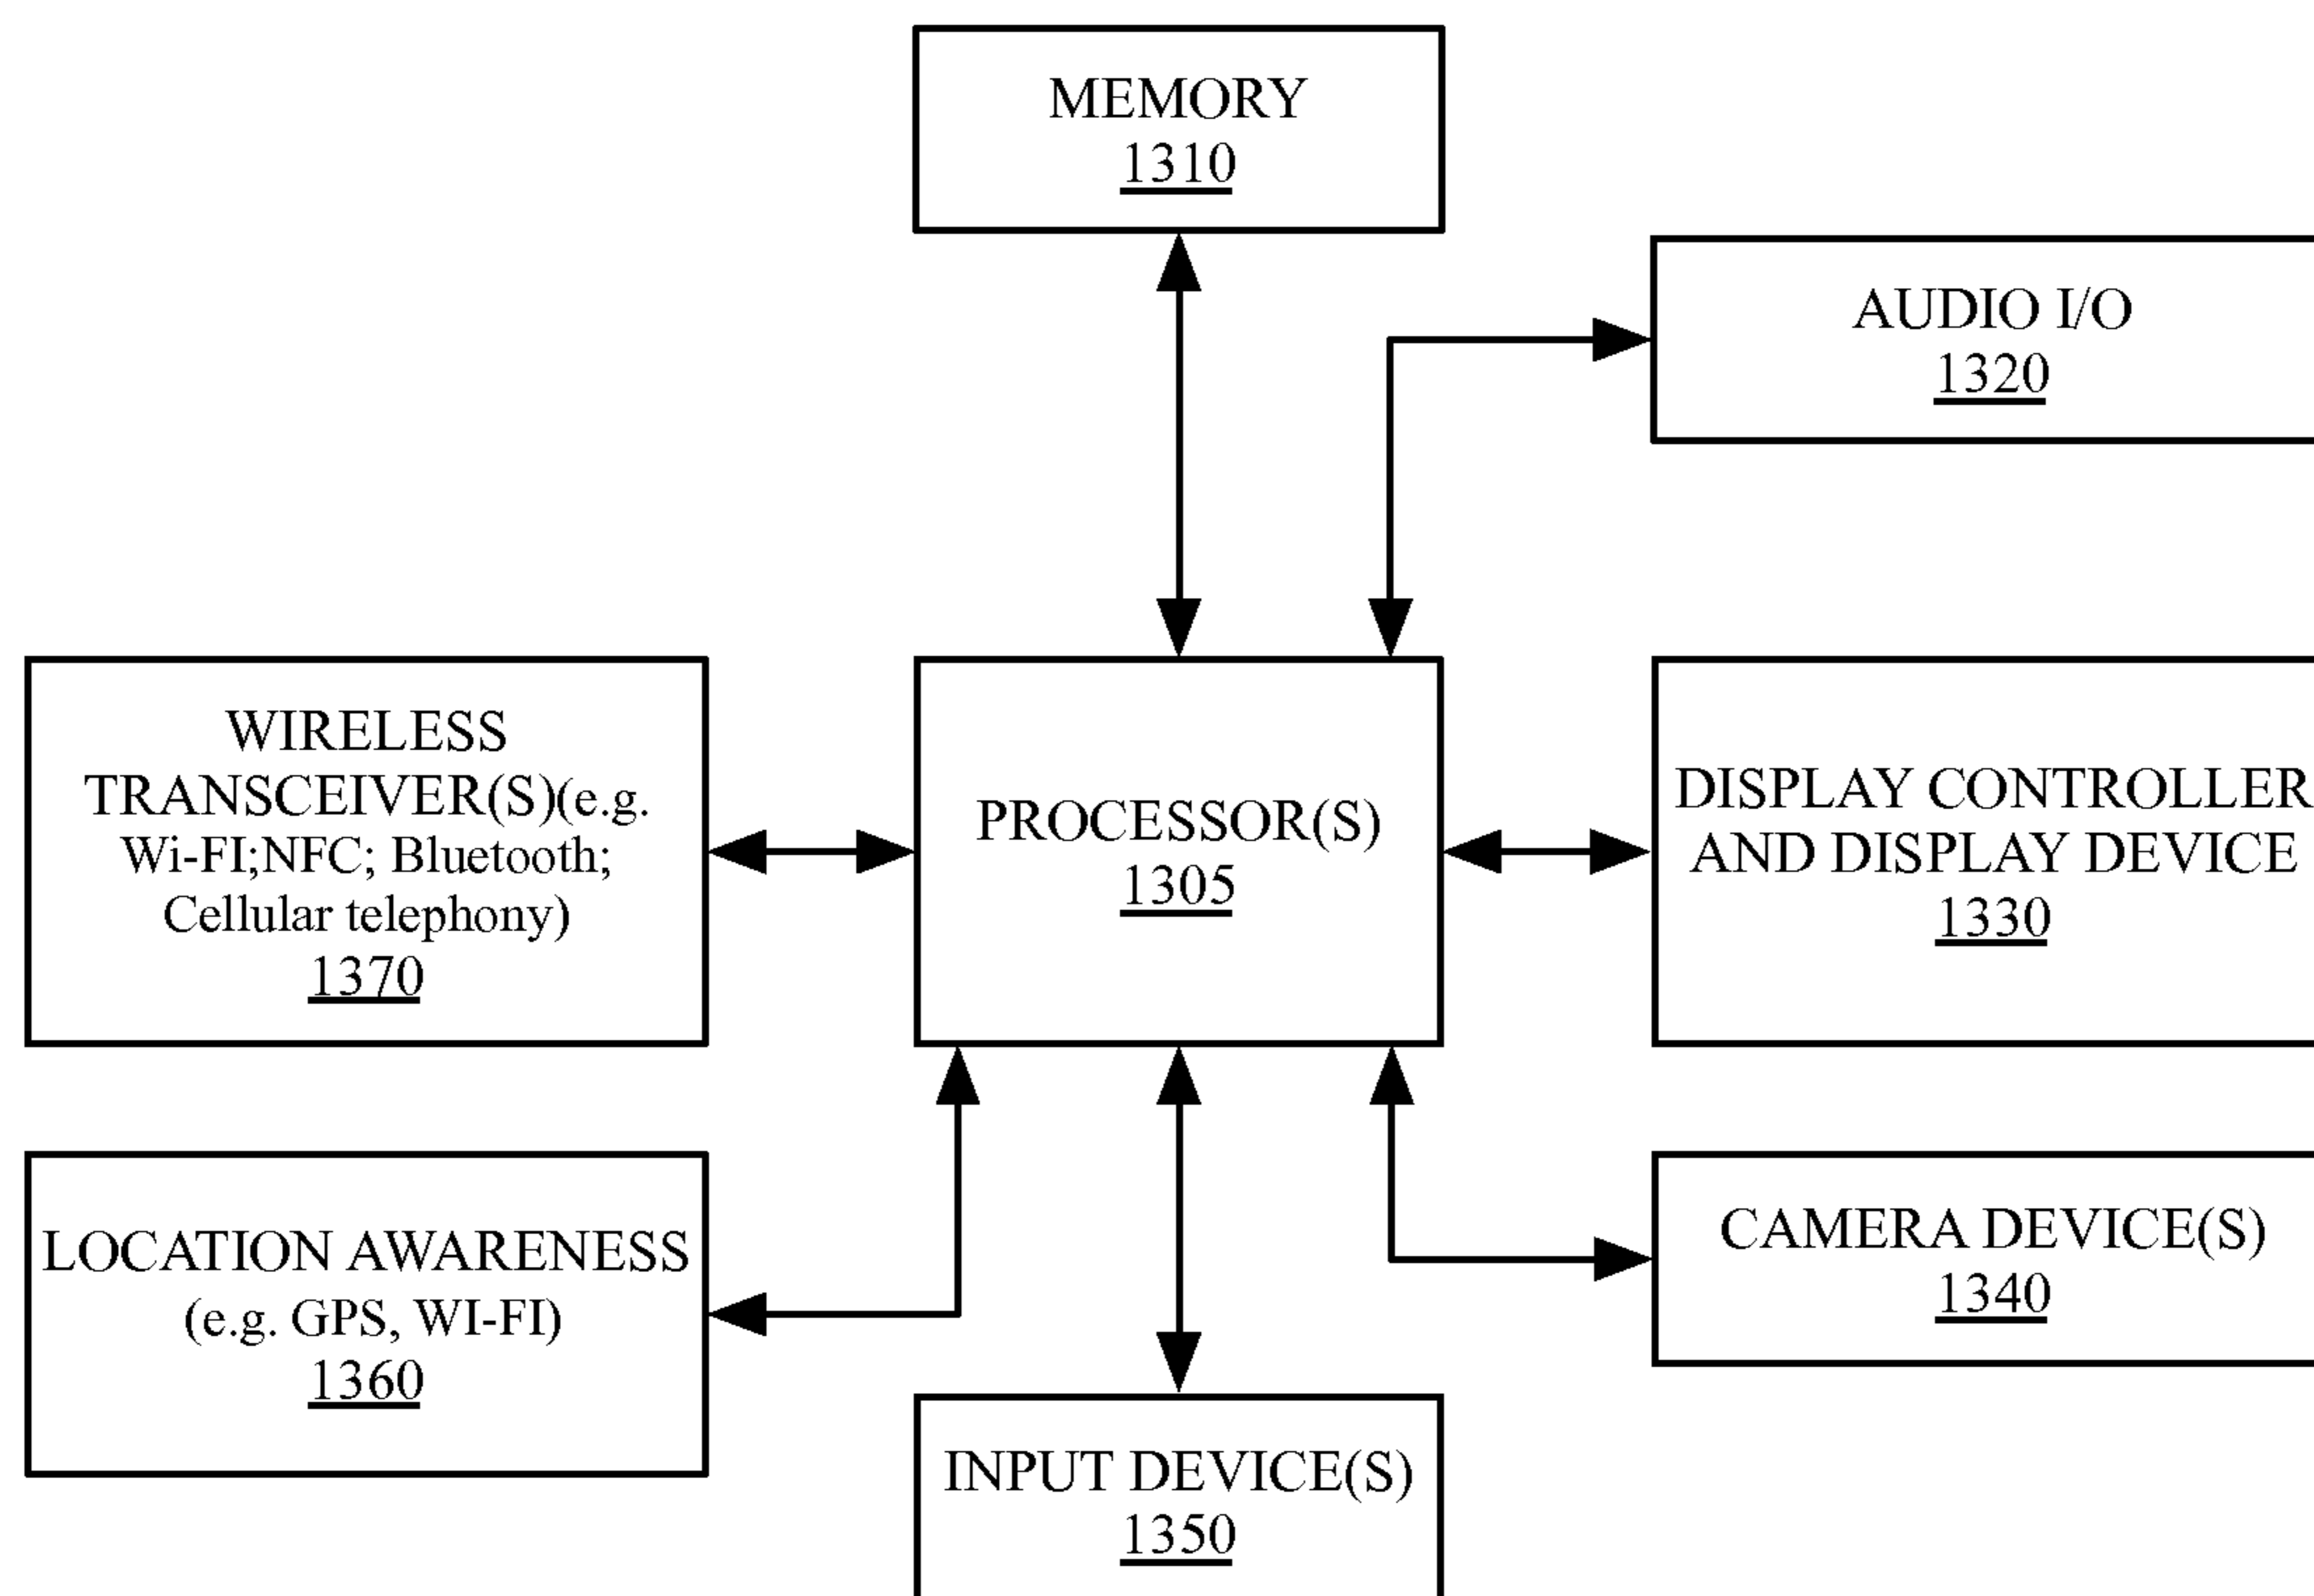 MEMORY
1310
AUDIO I/O
1320
WIRELESS
TRANSCEIVER(S)(e.g.
Wi-FI;NFC; Bluetooth;
Cellular telephony)
1370
PROCESSOR(S)
1305
DISPLAY CONTROLLER
AND DISPLAY DEVICE
1330
LOCATION AWARENESS
(e.g. GPS, WI-FI)
1360
CAMERA DEVICE(S)
1340
INPUT DEVICE(S)
1350